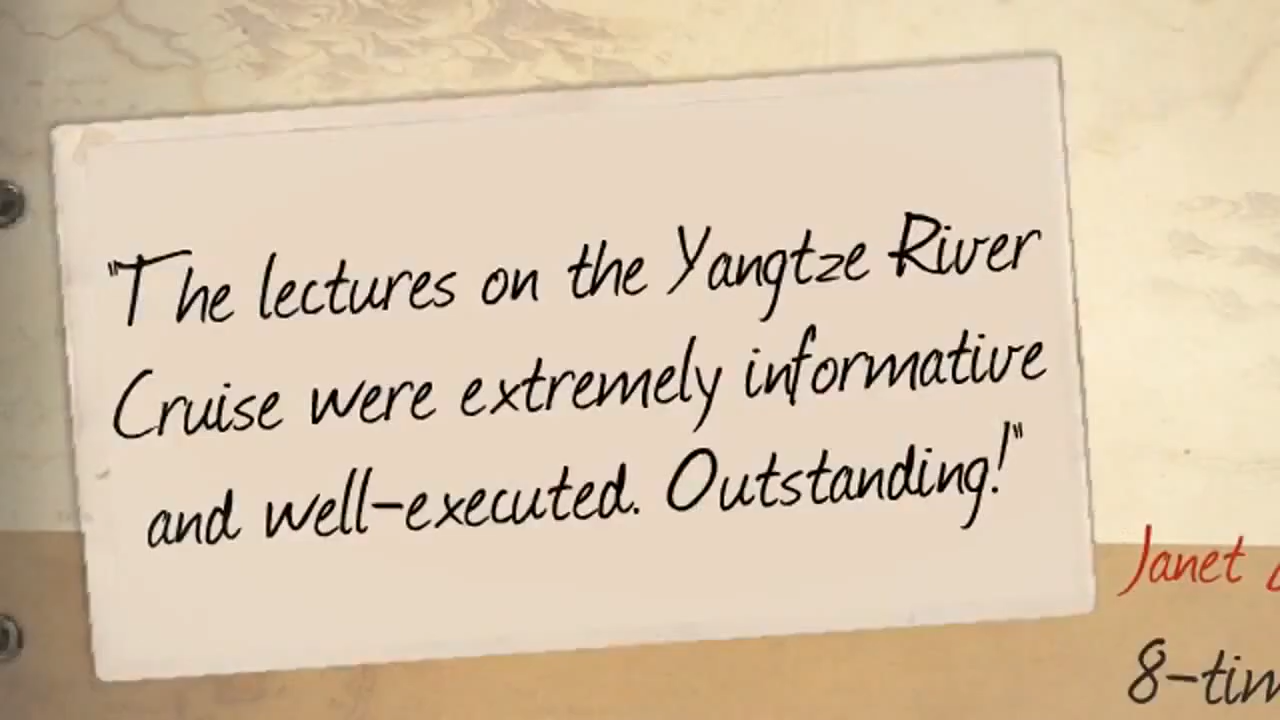 "The lectures on the Yangtze River
Cruise were extremely informative
and well-executed. Outstanding!"
Janet